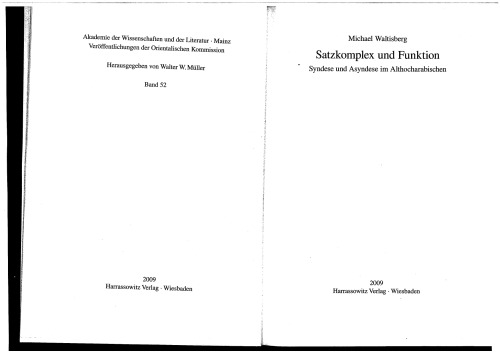 Akademie der Wissenschaften und der Literatur · Mainz
Veröffentlichungen der Orientalischen Kommission
Herausgegeben von Walter W. Müller
Band 52
2009
Harrassowitz Verlag · Wiesbaden
Michael Waltisberg
Satzkomplex und Funktion
Syndese und Asyndese im Althocharabischen
2009
Harrassowitz Verlag · Wiesbaden